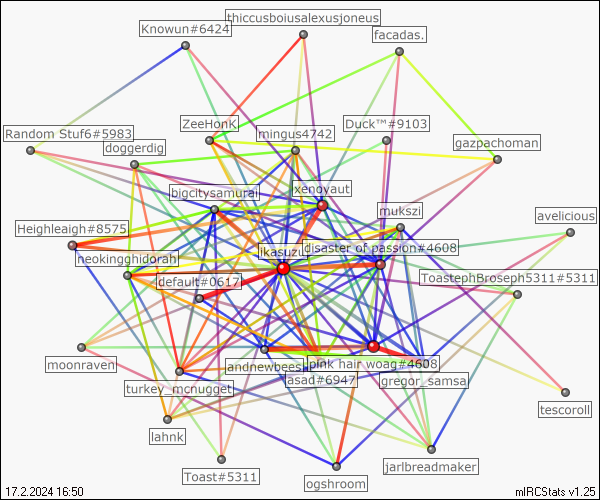 thiccusboiusalexusjoneus
Knowun#6424
facadas.
ZeeHonK
Duck™#9103
Random Stuf6#5983
mingus4742
doggerdig
gazpachoman
bigcitysamurai
xenoyaut
mukszi
avelicious
Heighleaigh#8575
ikasuzu
disaster of passion#4608
neokingghidorah
default#0617
ToastephBroseph5311#5311
moonraven
andnewbees
pink hair woag#4608
asad#6947
gregor_samsa
turkey_mcnugget
tescoroll
lahnk
Toast#5311
jarlbreadmaker
ogshroom
17.2.2024 16:50
mIRCStats v1.25